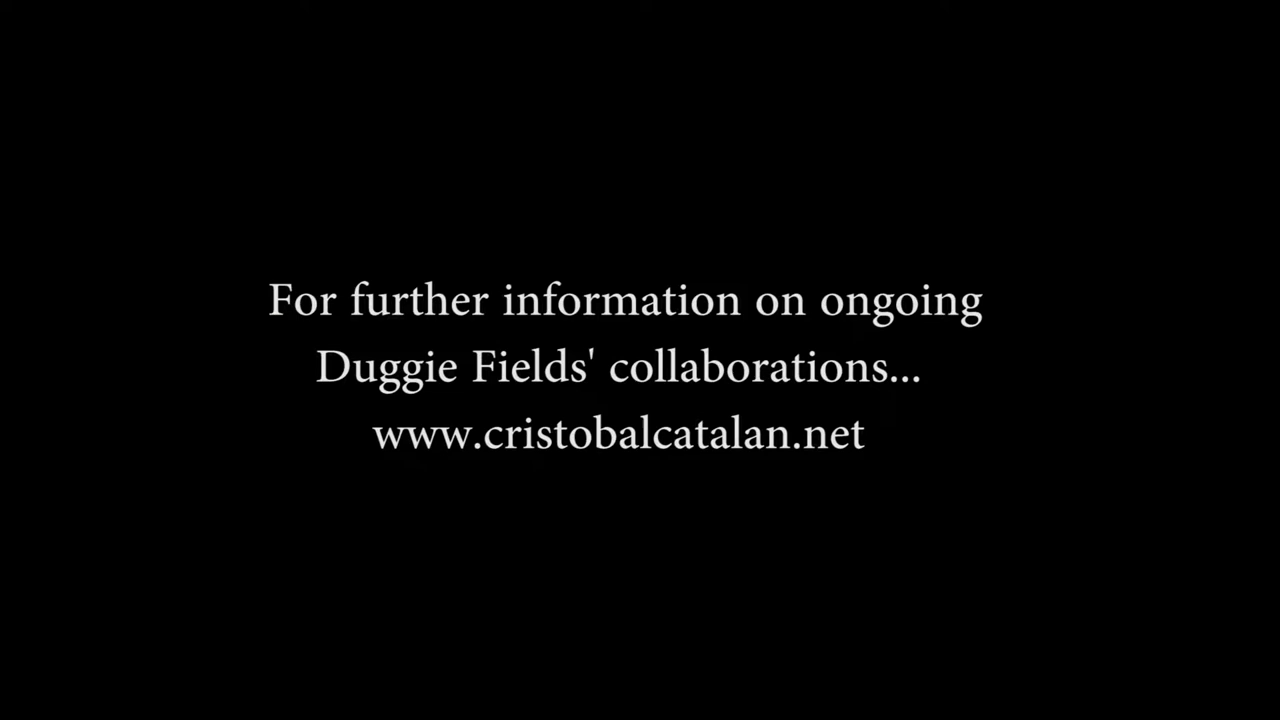 For further information on ongoing
Duggie Fields' collaborations...
www.cristobalcatalan.net